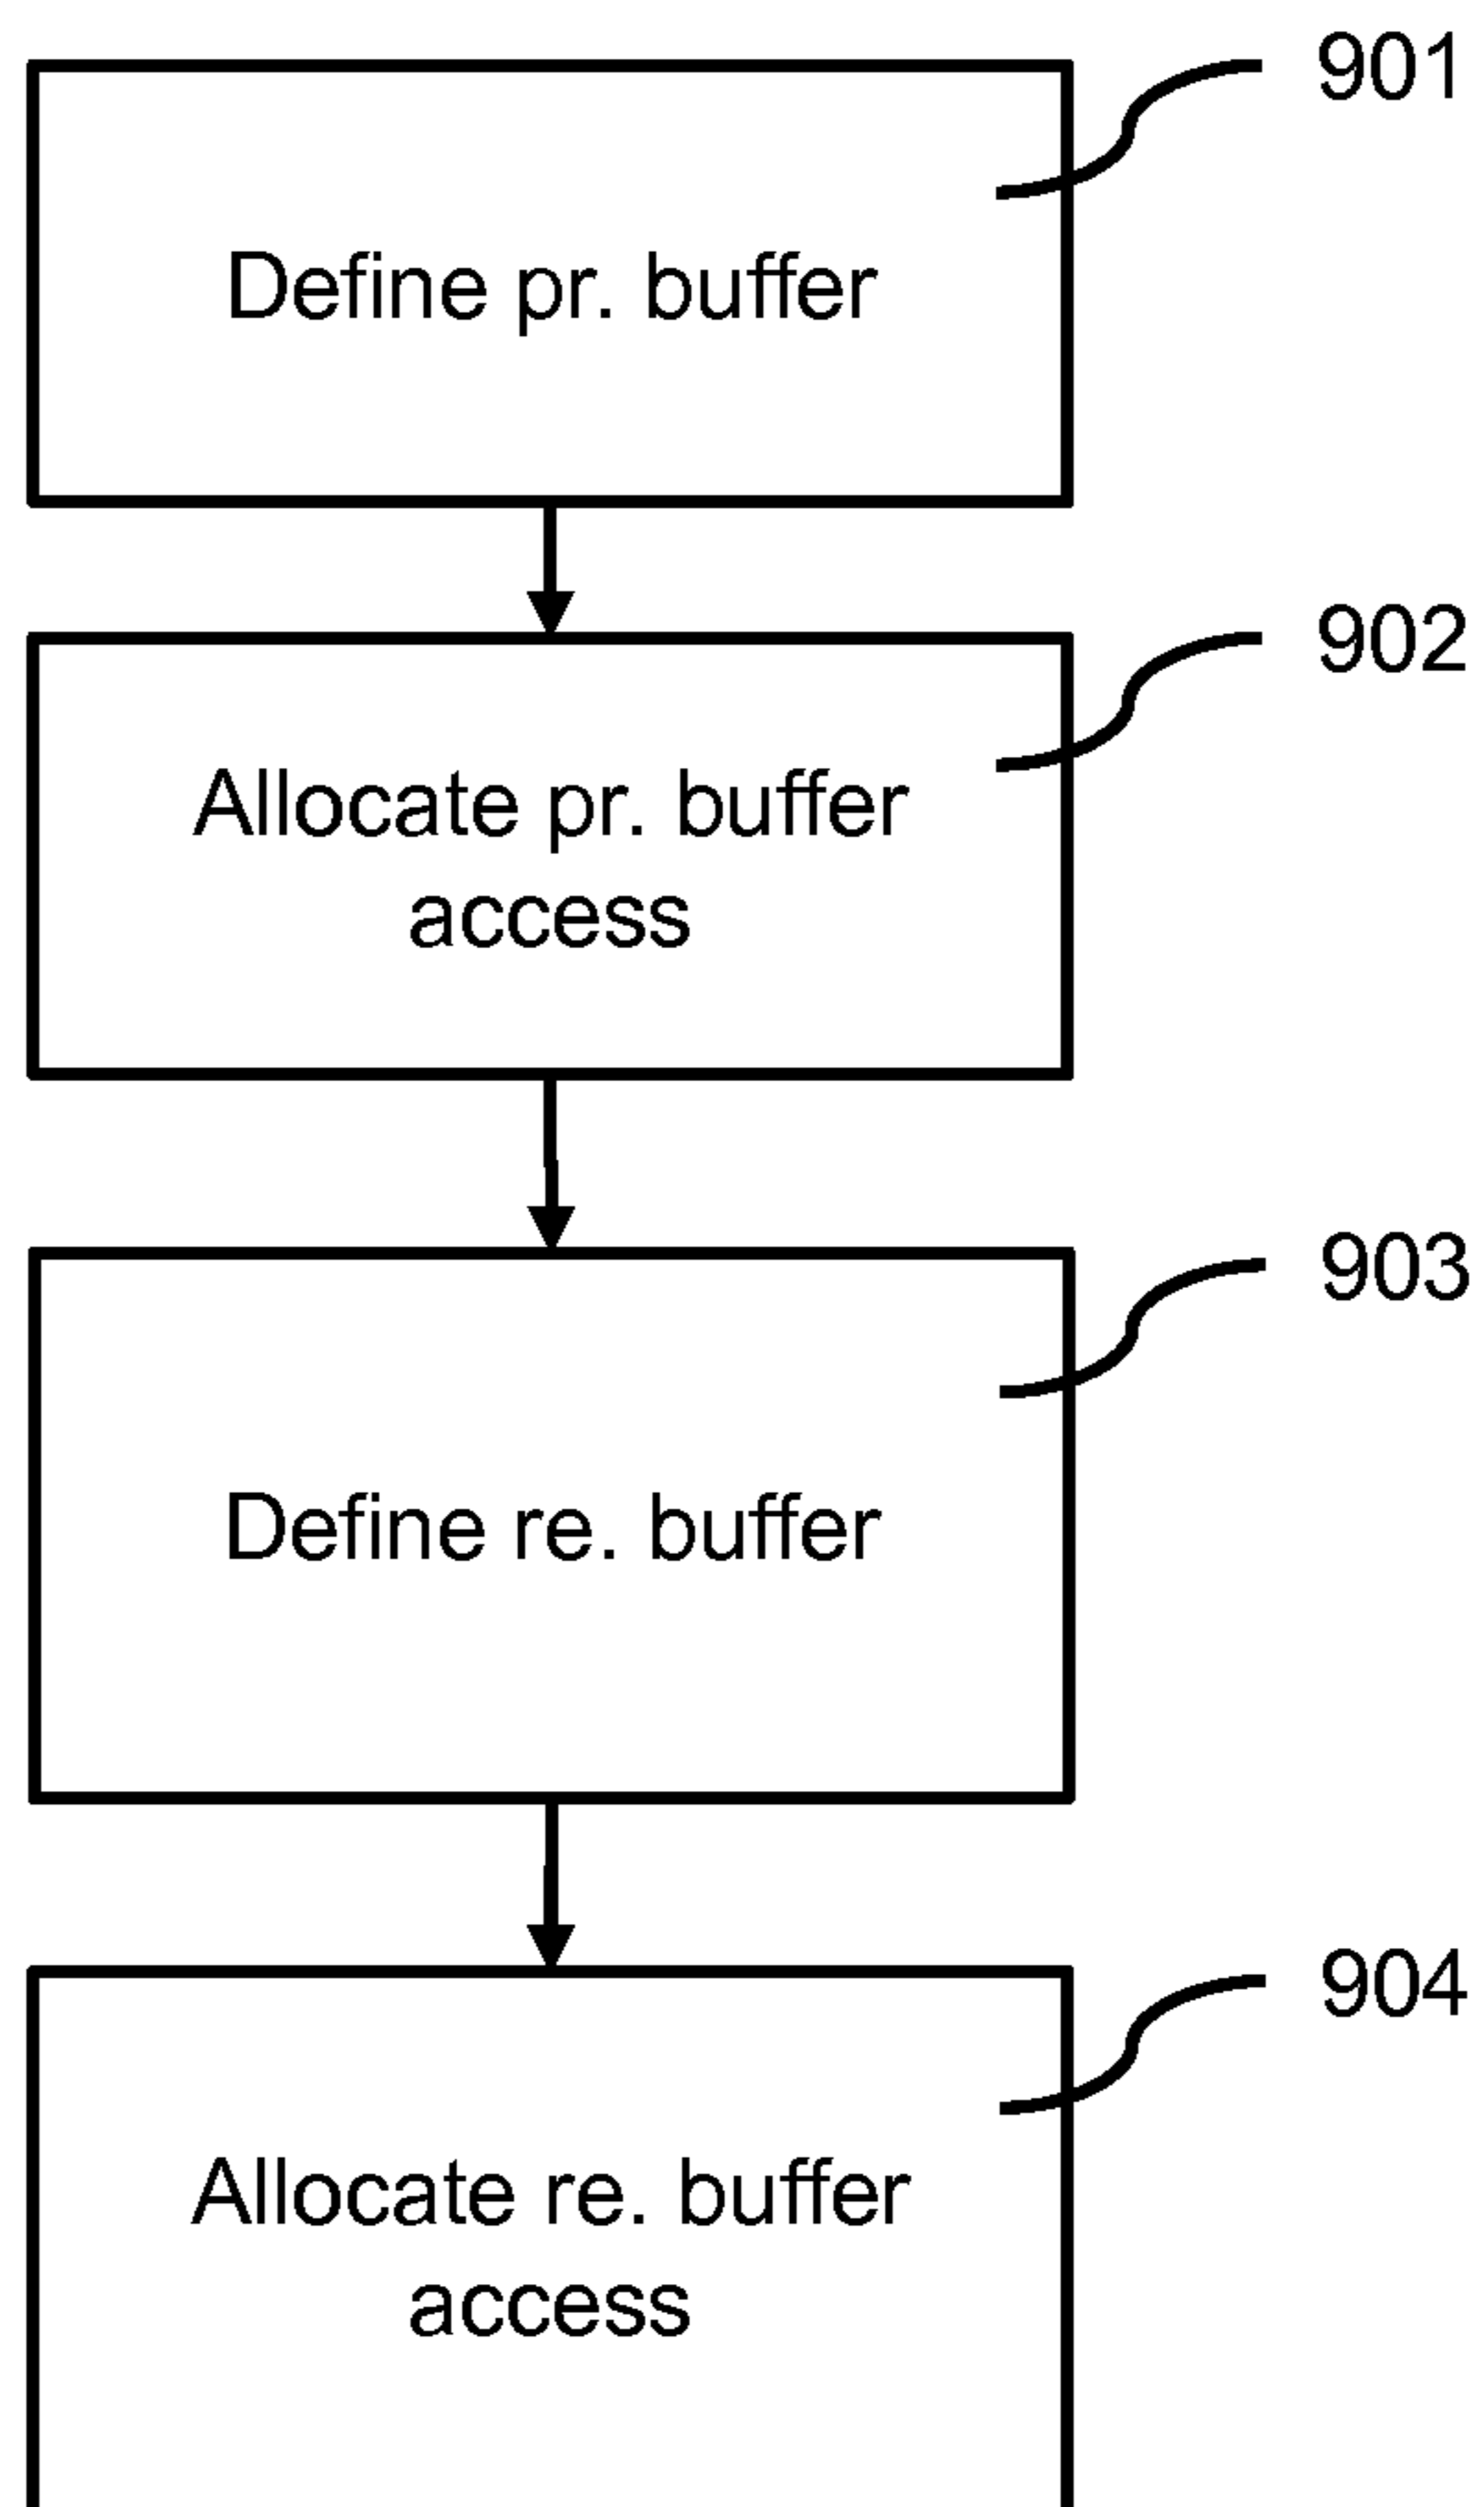 901
Define pr. buffer
902
Allocate pr. buffer
access
903
Define re. buffer
904
Allocate re. buffer
access